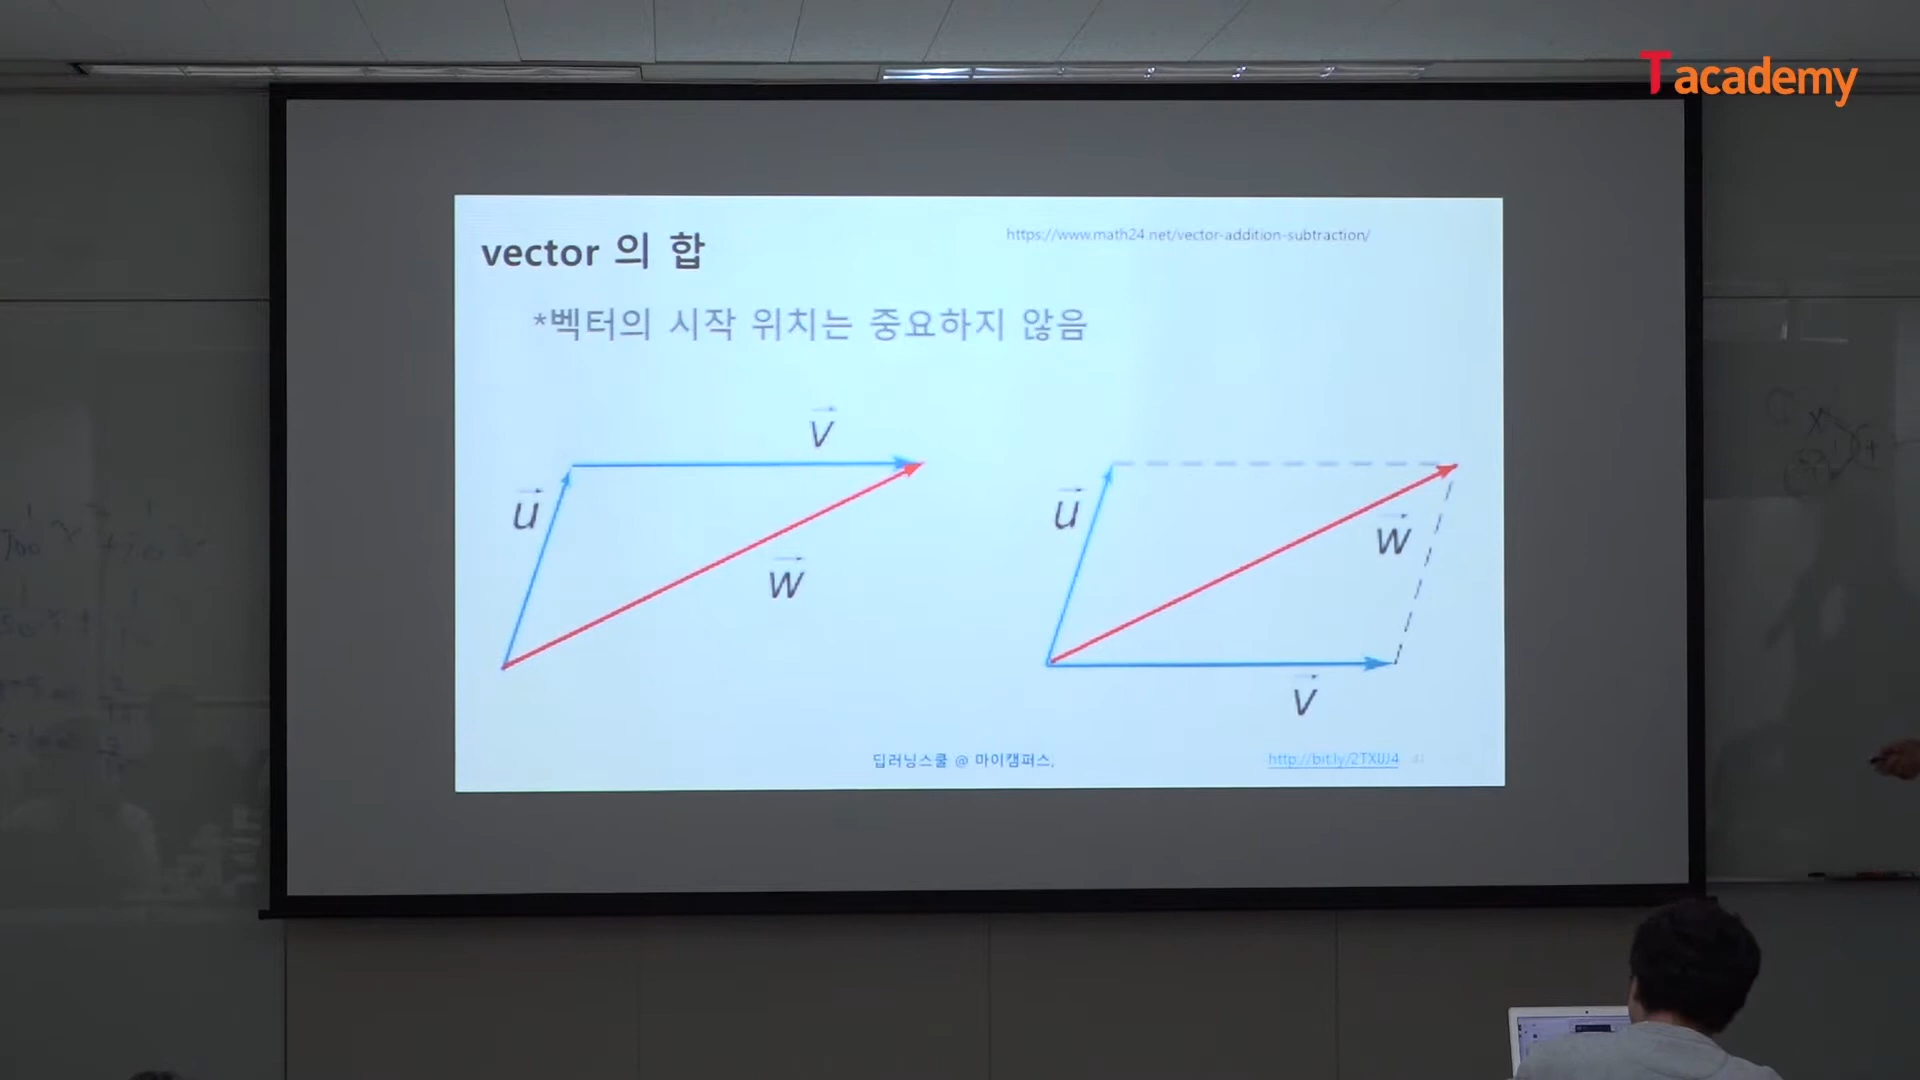 T academy
vector 의 합
https://www.math24.net/vector-addition-subtraction/
*벡터의 시작 위치는 중요하지 않음
v
u
w
u
w
v
딥러닝스쿨 @ 마이캠퍼스,
http://bit.ly/2TXUJ4
41